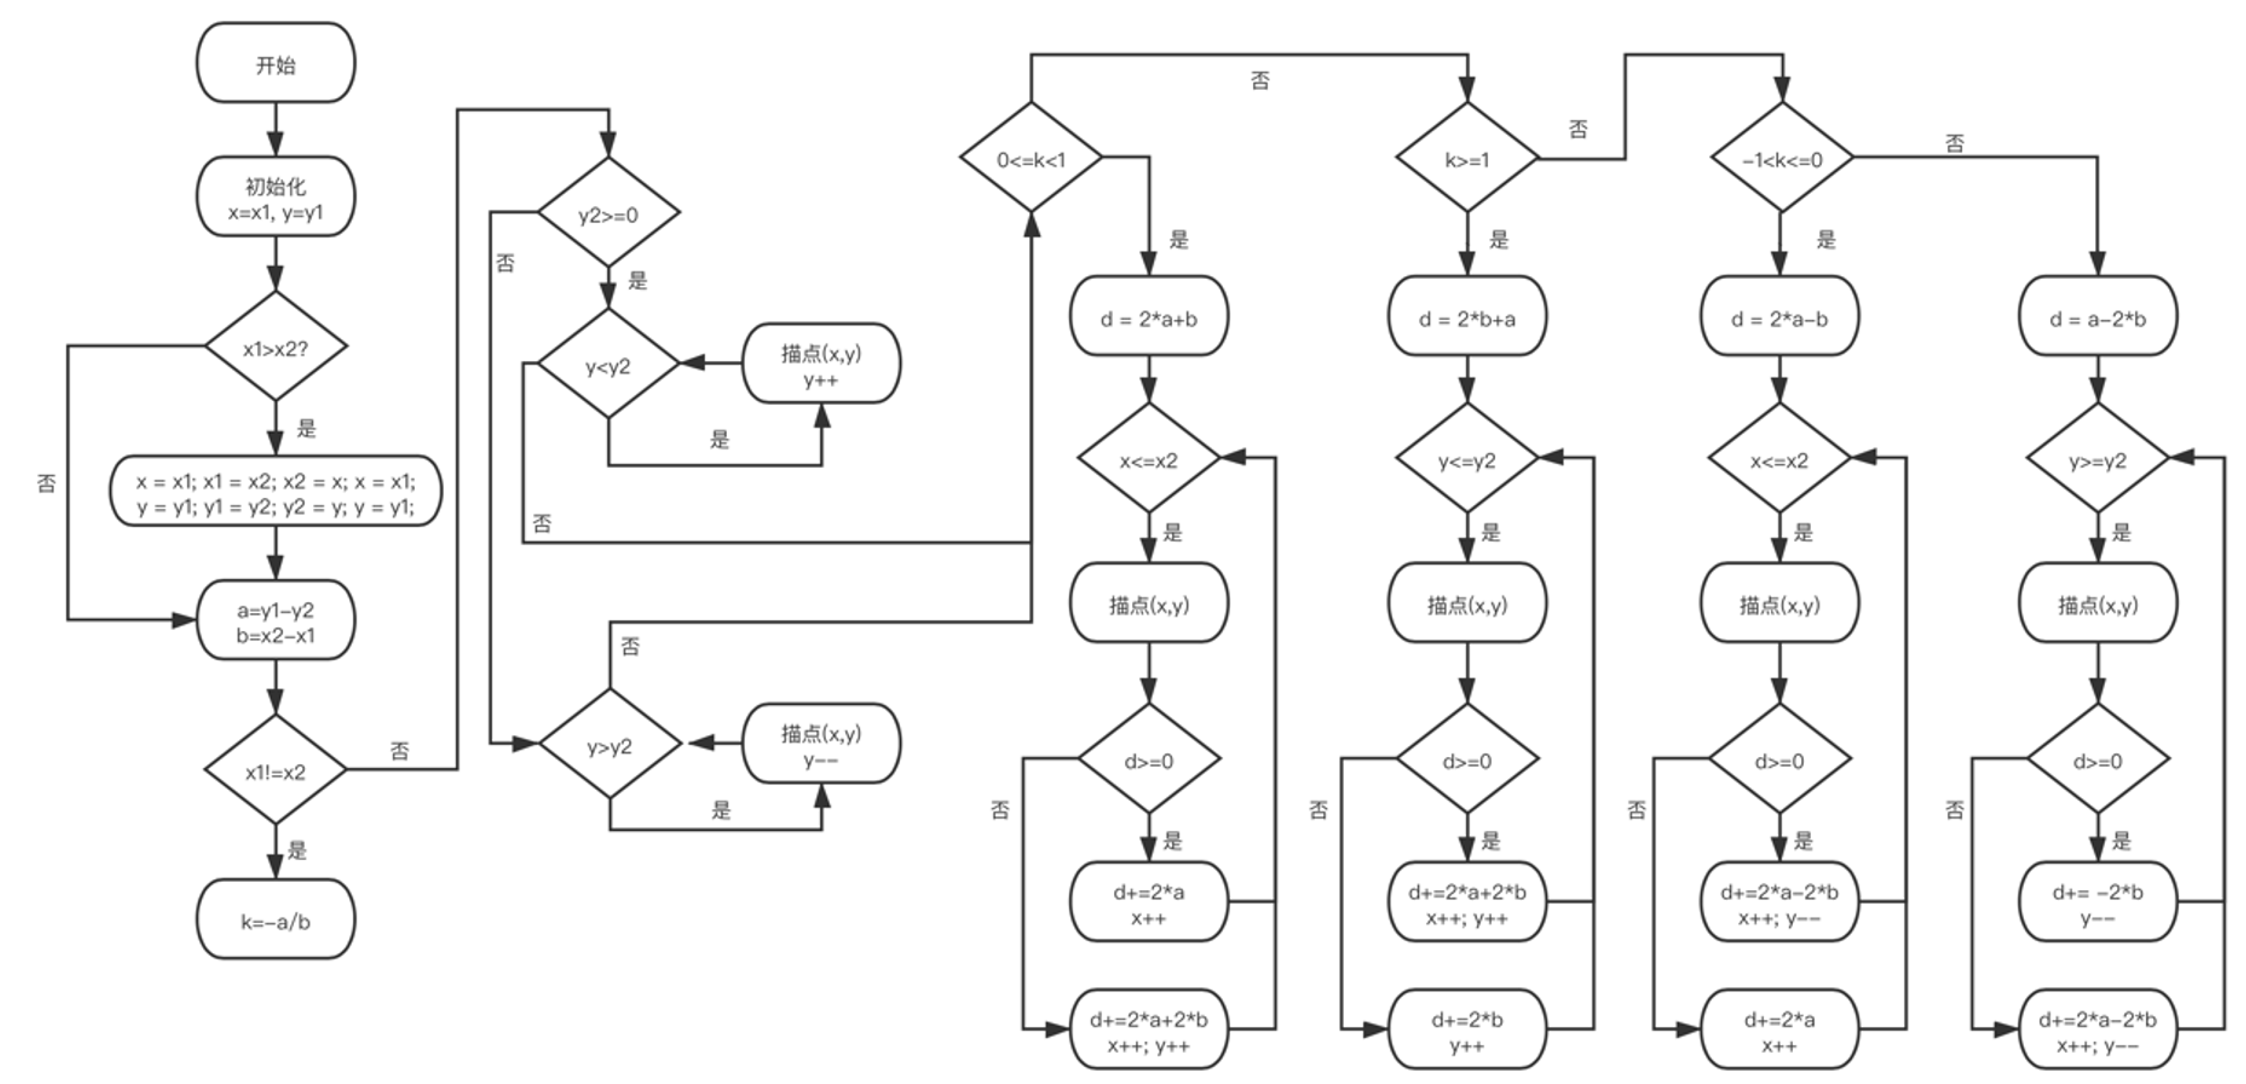 开始
初始化
x=x1, y=y1
x1>x2?
是
否
x = x1; x1 = x2; x2 = x; x = x1;
y = y1; y1 = y2; y2 = y; y = y1;
a=y1-y2
b=x2-x1
x1!=x2
否
是
k=-a/b
y2>=0
否
是
y<y2
描点(x,y)
y++
是
否
否
y>y2
描点(x,y)
y--
是
0<=k<1
否
是
d = 2*a+b
x<=x2
是
描点(x,y)
d>=0
否
是
d+=2*a
x++
d+=2*a+2*b
x++; y++
k>=1
否
是
d = 2*b+a
y<=y2
是
描点(x,y)
d>=0
否
是
d+=2*a+2*b
x++; y++
d+=2*b
y++
-1<k<=0
否
是
d = 2*a-b
x<=x2
是
描点(x,y)
d>=0
否
是
d+=2*a-2*b
x++; y--
d+=2*a
x++
d = a-2*b
y>=y2
是
描点(x,y)
d>=0
否
是
d+= -2*b
y--
d+=2*a-2*b
x++; y--